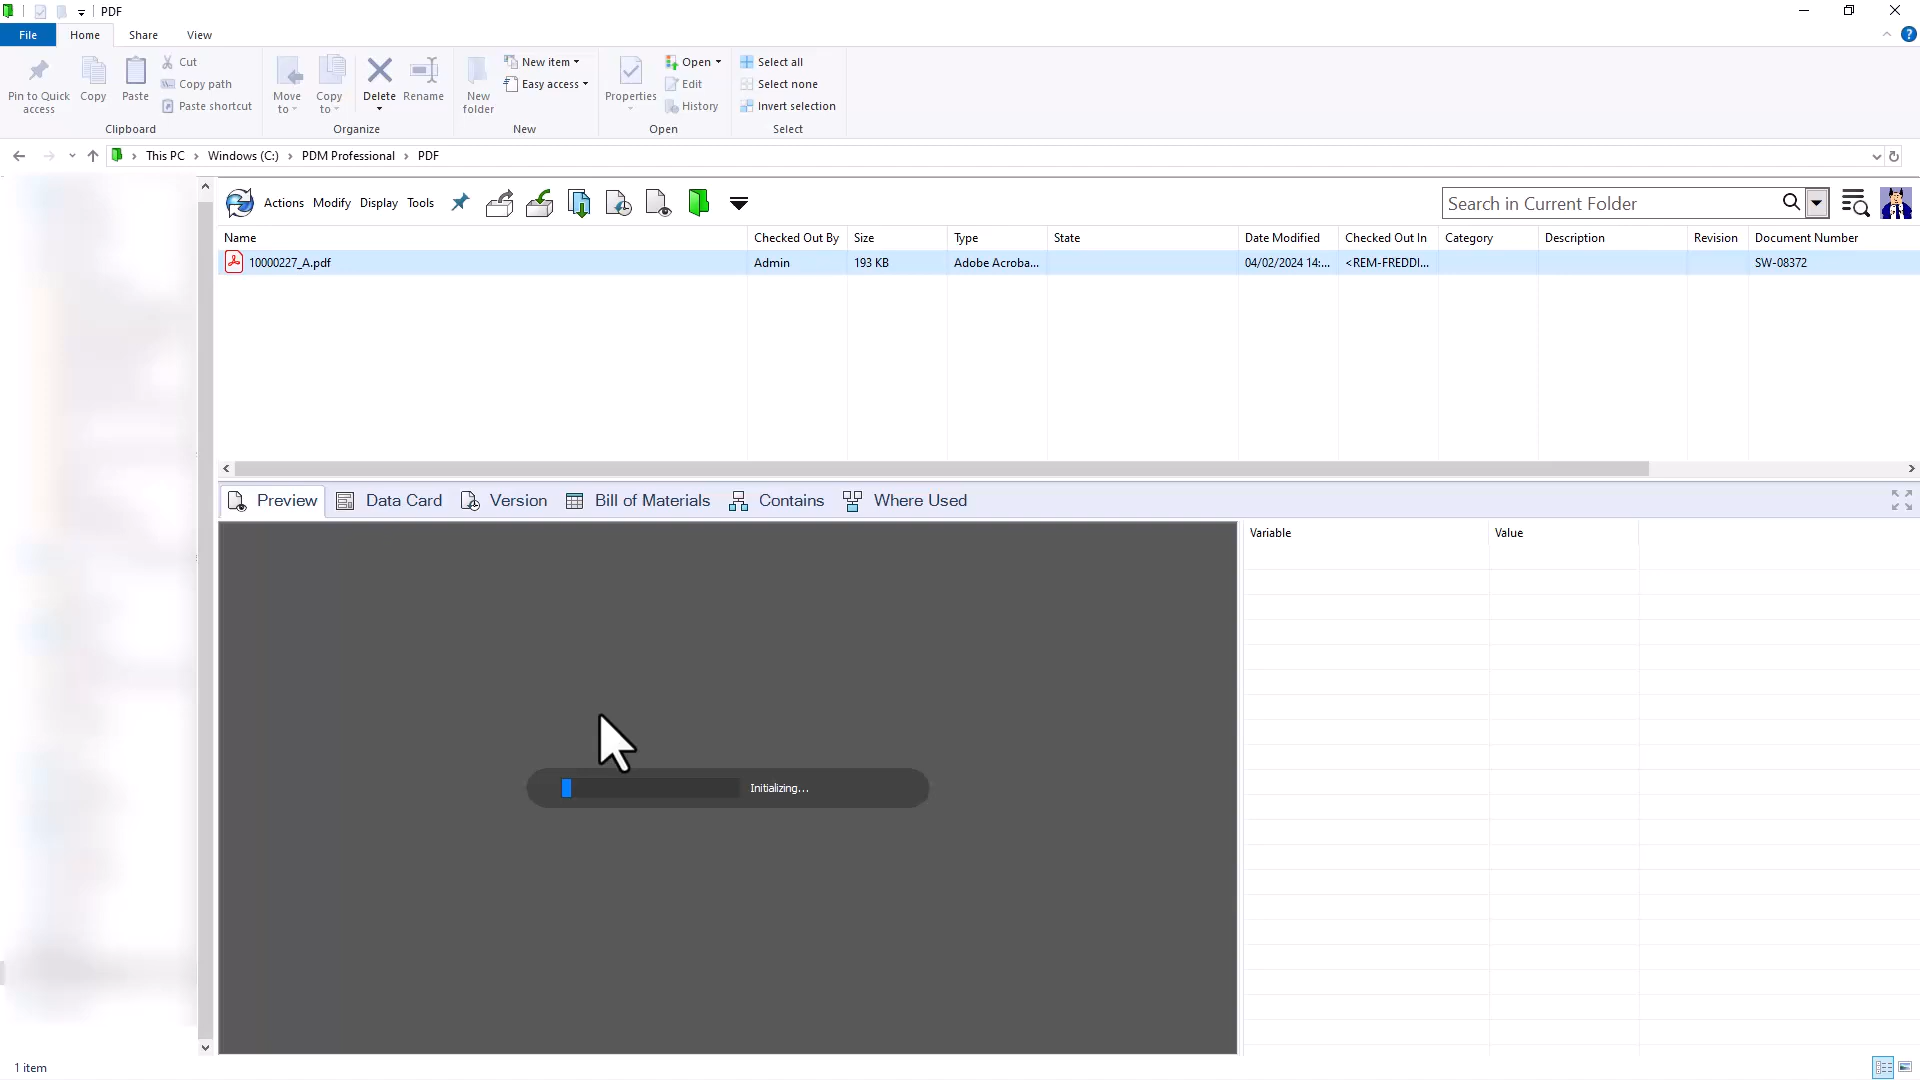 PDF
File Home Share View
Pin to Quick access
Copy
Paste
Cut
Copy path
Paste shortcut
Clipboard
Move to
Copy to
Delete
Rename
Organize
New folder
New item
Easy access
New
Properties
Open
Edit
History
Open
Select all
Select none
Invert selection
Select
This PC › Windows (C:) › PDM Professional › PDF
Actions Modify Display Tools
Search in Current Folder
Name Checked Out By Size Type State Date Modified Checked Out In Category Description Revision Document Number
10000227_A.pdf Admin 193 KB Adobe Acroba... 04/02/2024 14:... <REM-FREDDI... SW-08372
Preview Data Card Version Bill of Materials Contains Where Used
Variable Value
Initializing...
1 item